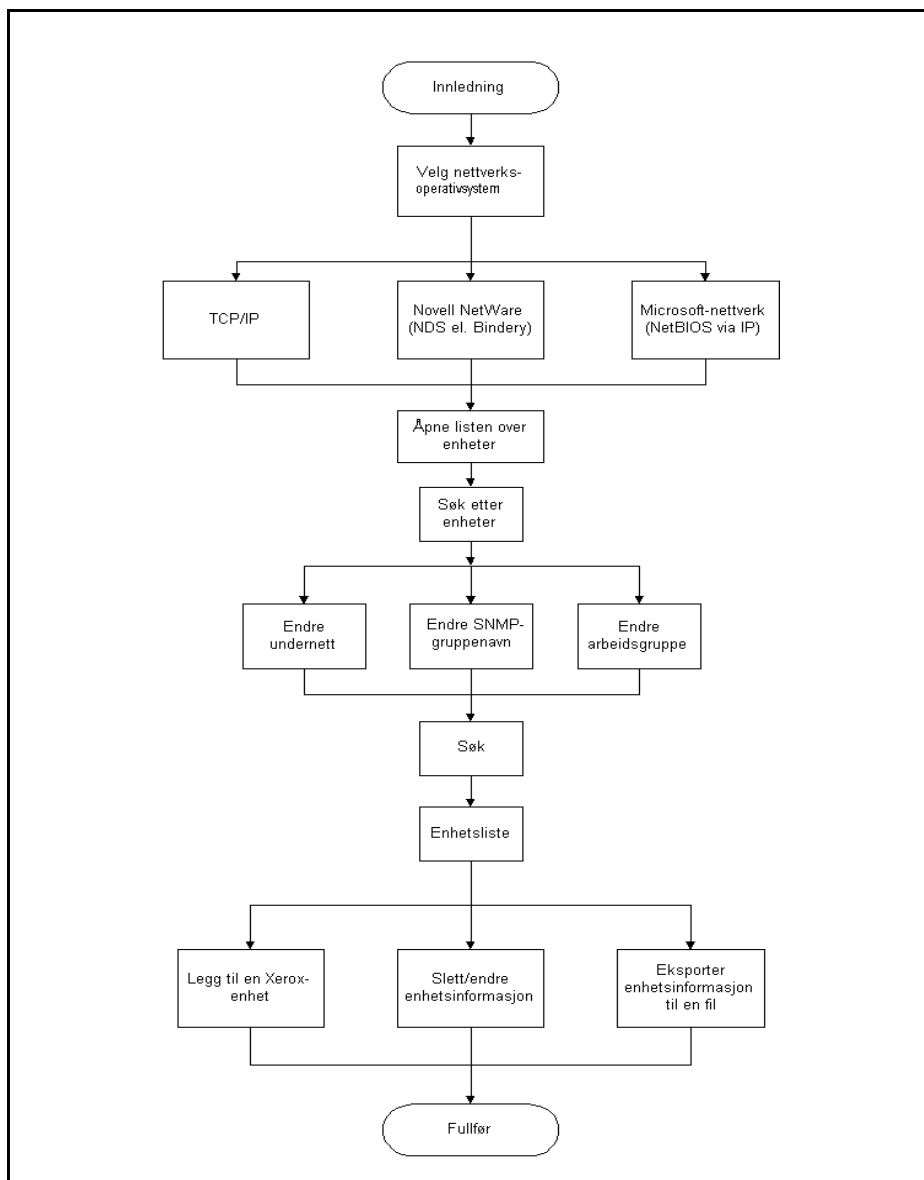 Innledning
Velg nettverks-
operativsystem
TCP/IP
Novell NetWare
(NDS el. Bindery)
Microsoft-nettverk
(NetBIOS via IP)
Åpne listen over
enheter
Søk etter
enheter
Endre
undernett
Endre SNMP-
gruppenavn
Endre
arbeidsgruppe
Søk
Enhetsliste
Legg til en Xerox-
enhet
Slett/endre
enhetsinformasjon
Eksporter
enhetsinformasjon
til en fil
Fullfør